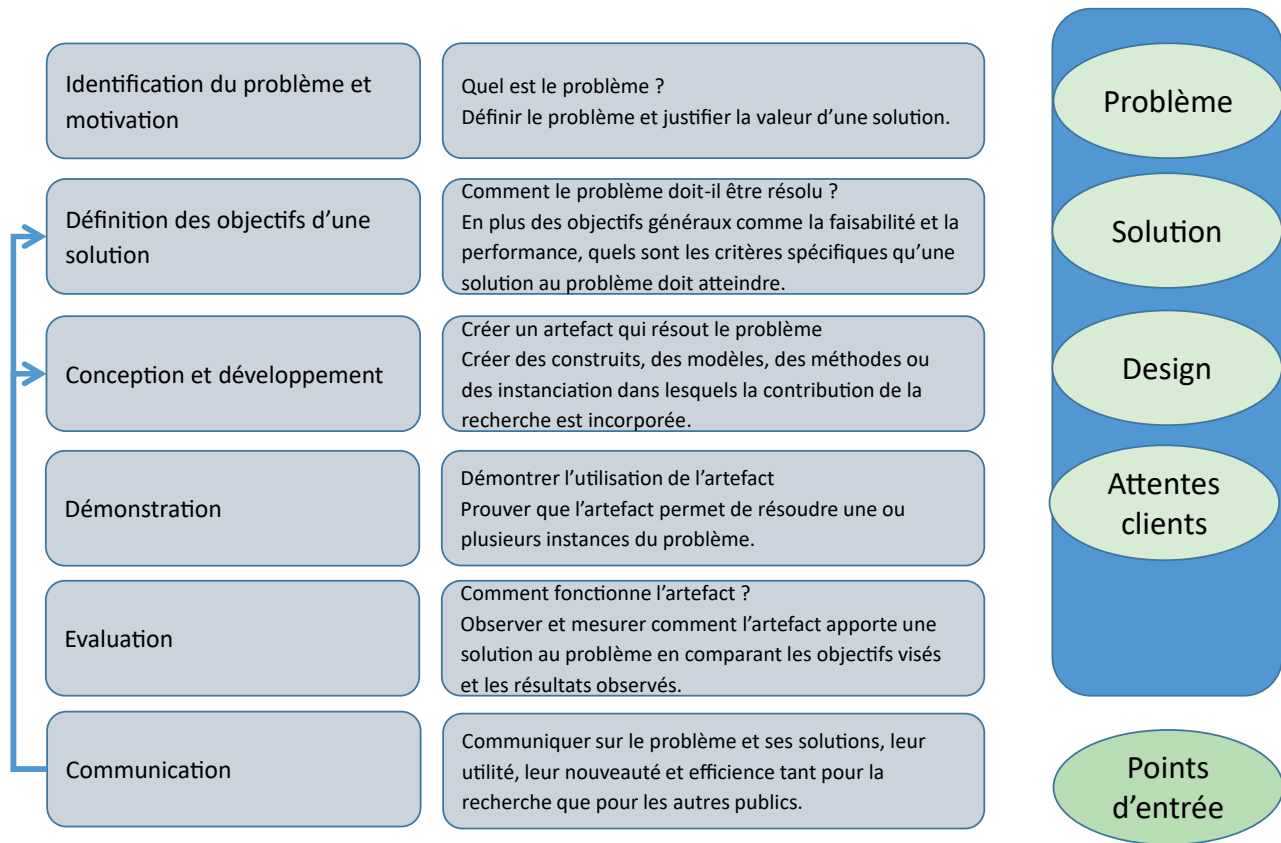 Identification du problème et
motivation
Quel est le problème ?
Définir le problème et justifier la valeur d'une solution.
Problème
Définition des objectifs d'une
solution
Comment le problème doit-il être résolu ?
En plus des objectifs généraux comme la faisabilité et la
performance, quels sont les critères spécifiques qu'une
solution au problème doit atteindre.
Solution
Conception et développement
Créer un artefact qui résout le problème
Créer des construits, des modèles, des méthodes ou
des instanciation dans lesquels la contribution de la
recherche est incorporée.
Design
Démonstration
Démontrer l'utilisation de l'artefact
Prouver que l'artefact permet de résoudre une ou
plusieurs instances du problème.
Attentes
clients
Evaluation
Comment fonctionne l'artefact ?
Observer et mesurer comment l'artefact apporte une
solution au problème en comparant les objectifs visés
et les résultats observés.
Communication
Communiquer sur le problème et ses solutions, leur
utilité, leur nouveauté et efficience tant pour la
recherche que pour les autres publics.
Points
d'entrée